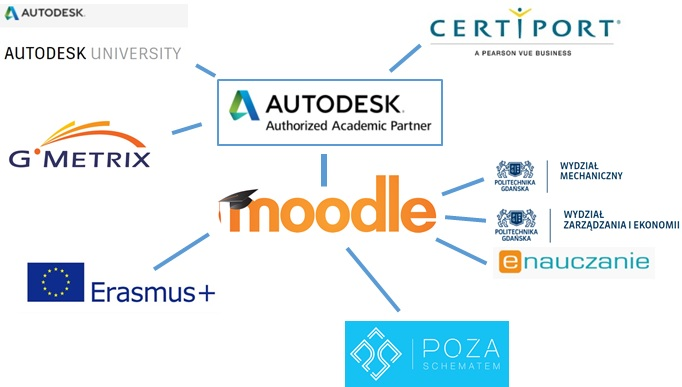 AUTODESK.
AUTODESK UNIVERSITY
CERTIPORT
A PEARSON VUE BUSINESS
AUTODESK.
Authorized Academic Partner
G METRIX
moodle
POLITECHNIKA
GDAŃSKA
WYDZIAŁ
MECHANICZNY
POLITECHNIKA
GDAŃSKA
WYDZIAŁ
ZARZĄDZANIA I EKONOMII
enauczanie
Erasmus+
POZA
SCHEMATEM